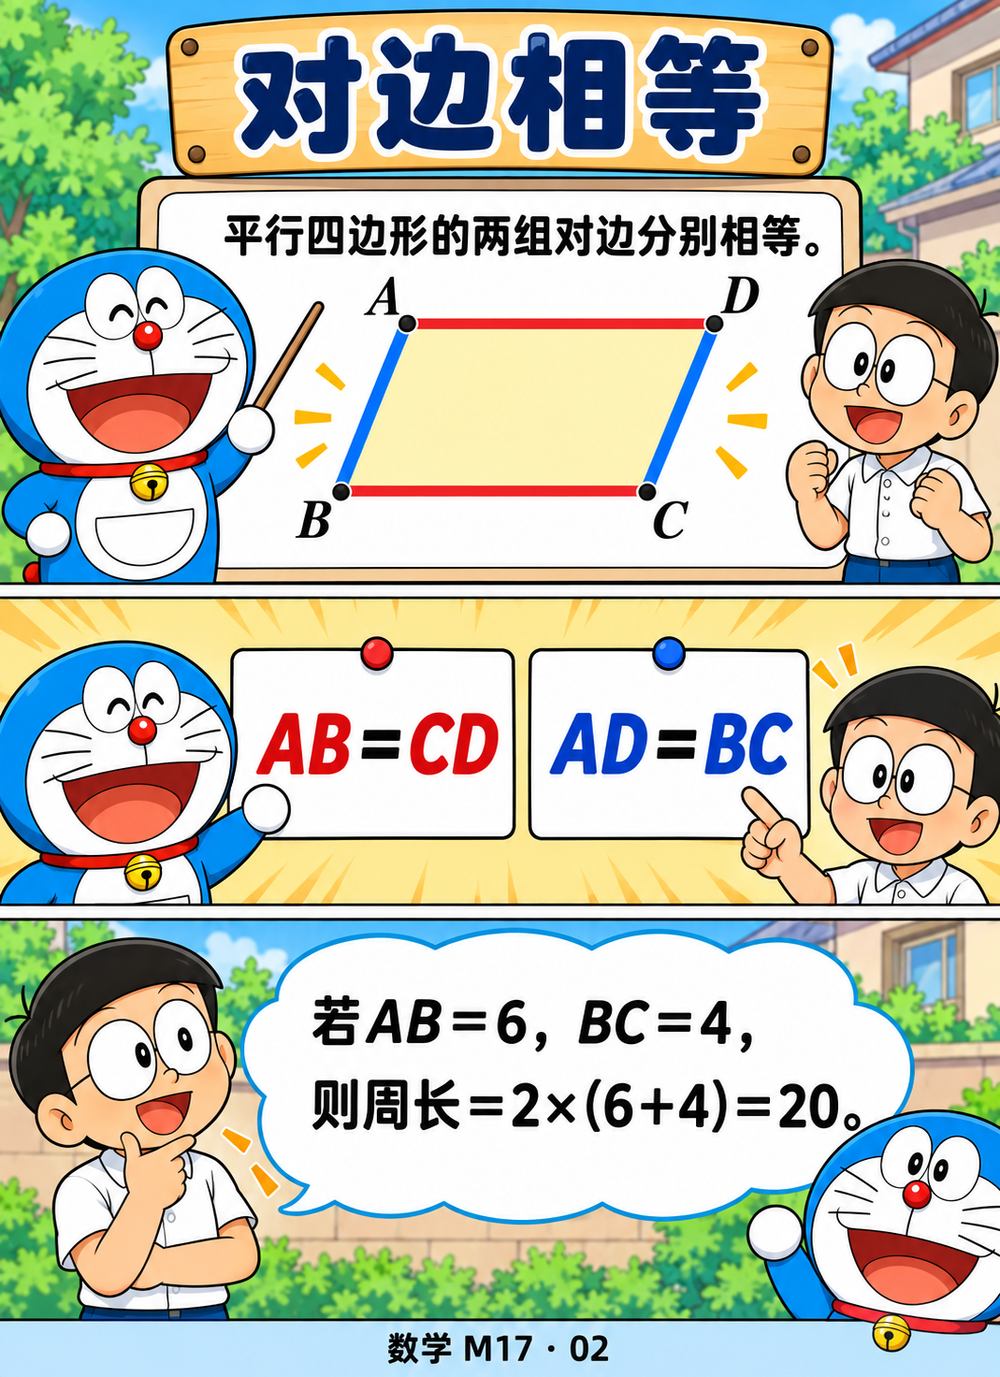 对边相等
平行四边形的两组对边分别相等。
A
D
B
C
AB=CD
AD=BC
若AB=6，BC=4，
则周长=2×(6+4)=20。
数学 M17·02